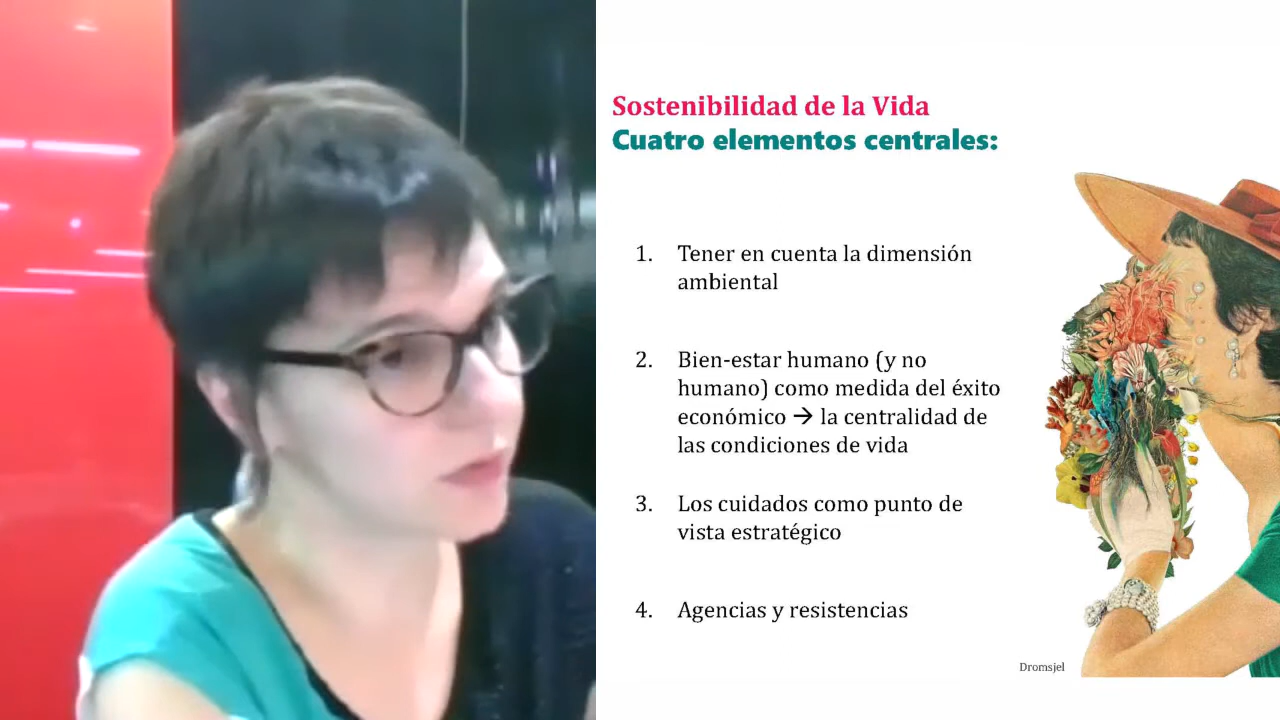 Sostenibilidad de la Vida
Cuatro elementos centrales:
1. Tener en cuenta la dimensión
ambiental
2. Bien-estar humano (y no
humano) como medida del éxito
económico → la centralidad de
las condiciones de vida
3. Los cuidados como punto de
vista estratégico
4. Agencias y resistencias
Dromsjel